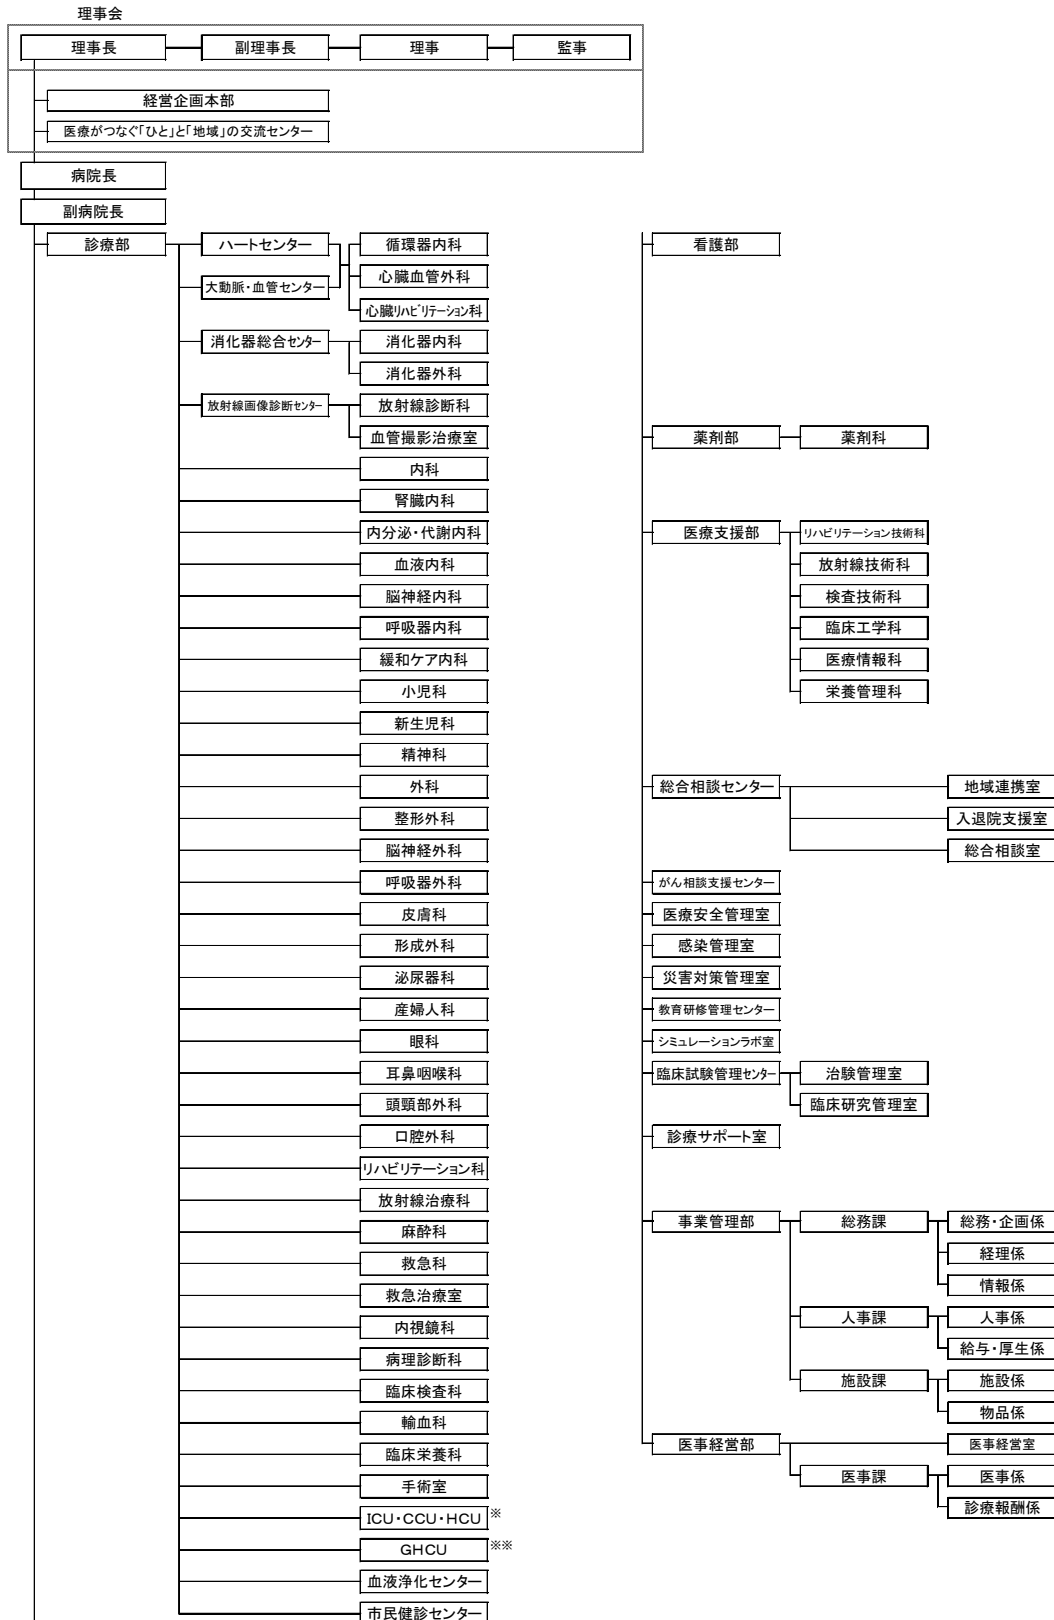 理事会
理事長 副理事長 理事 監事
経営企画本部
医療がつなぐ「ひと」と「地域」の交流センター
病院長
副病院長
診療部 ハートセンター 循環器内科
大動脈・血管センター 心臓血管外科
心臓リハビリテーション科
消化器総合センター 消化器内科
消化器外科
放射線画像診断センター 放射線診断科
血管撮影治療室
内科
腎臓内科
内分泌・代謝内科
血液内科
脳神経内科
呼吸器内科
緩和ケア内科
小児科
新生児科
精神科
外科
整形外科
脳神経外科
呼吸器外科
皮膚科
形成外科
泌尿器科
産婦人科
眼科
耳鼻咽喉科
頭頸部外科
口腔外科
リハビリテーション科
放射線治療科
麻酔科
救急科
救急治療室
内視鏡科
病理診断科
臨床検査科
輸血科
臨床栄養科
手術室
ICU・CCU・HCU ※
GHCU ※※
血液浄化センター
市民健診センター
看護部
薬剤部 薬剤科
医療支援部 リハビリテーション技術科
放射線技術科
検査技術科
臨床工学科
医療情報科
栄養管理科
総合相談センター 地域連携室
入退院支援室
総合相談室
がん相談支援センター
医療安全管理室
感染管理室
災害対策管理室
教育研修管理センター
シミュレーションラボ室
臨床試験管理センター 治験管理室
臨床研究管理室
診療サポート室
事業管理部 総務課 総務・企画係
経理係
情報係
人事課 人事係
給与・厚生係
施設課 施設係
物品係
医事経営部 医事経営室
医事課 医事係
診療報酬係